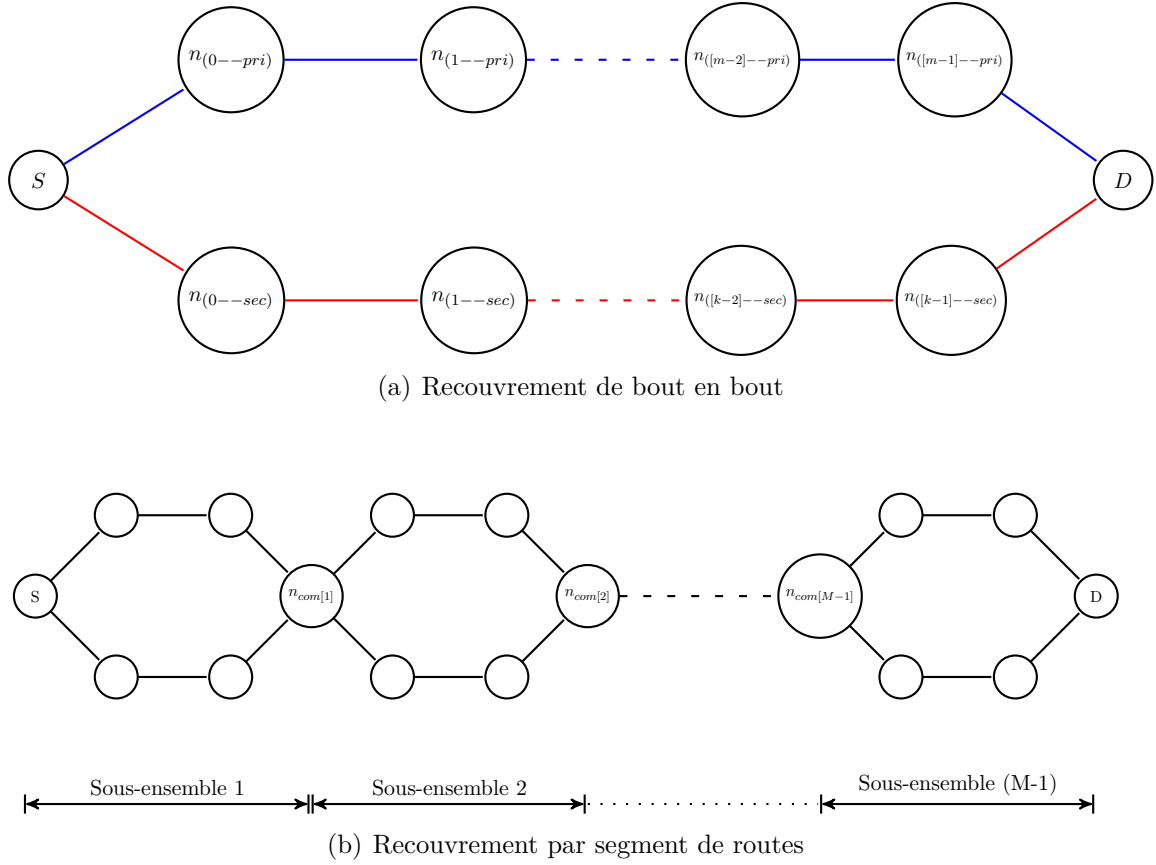 n(0−−pri) n(1−−pri) n([m−2]−−pri) n([m−1]−−pri)
S D
n(0−−sec) n(1−−sec) n([k−2]−−sec) n([k−1]−−sec)
(a) Recouvrement de bout en bout
S ncom[1] ncom[2] ncom[M−1] D
Sous-ensemble 1 Sous-ensemble 2 Sous-ensemble (M-1)
(b) Recouvrement par segment de routes